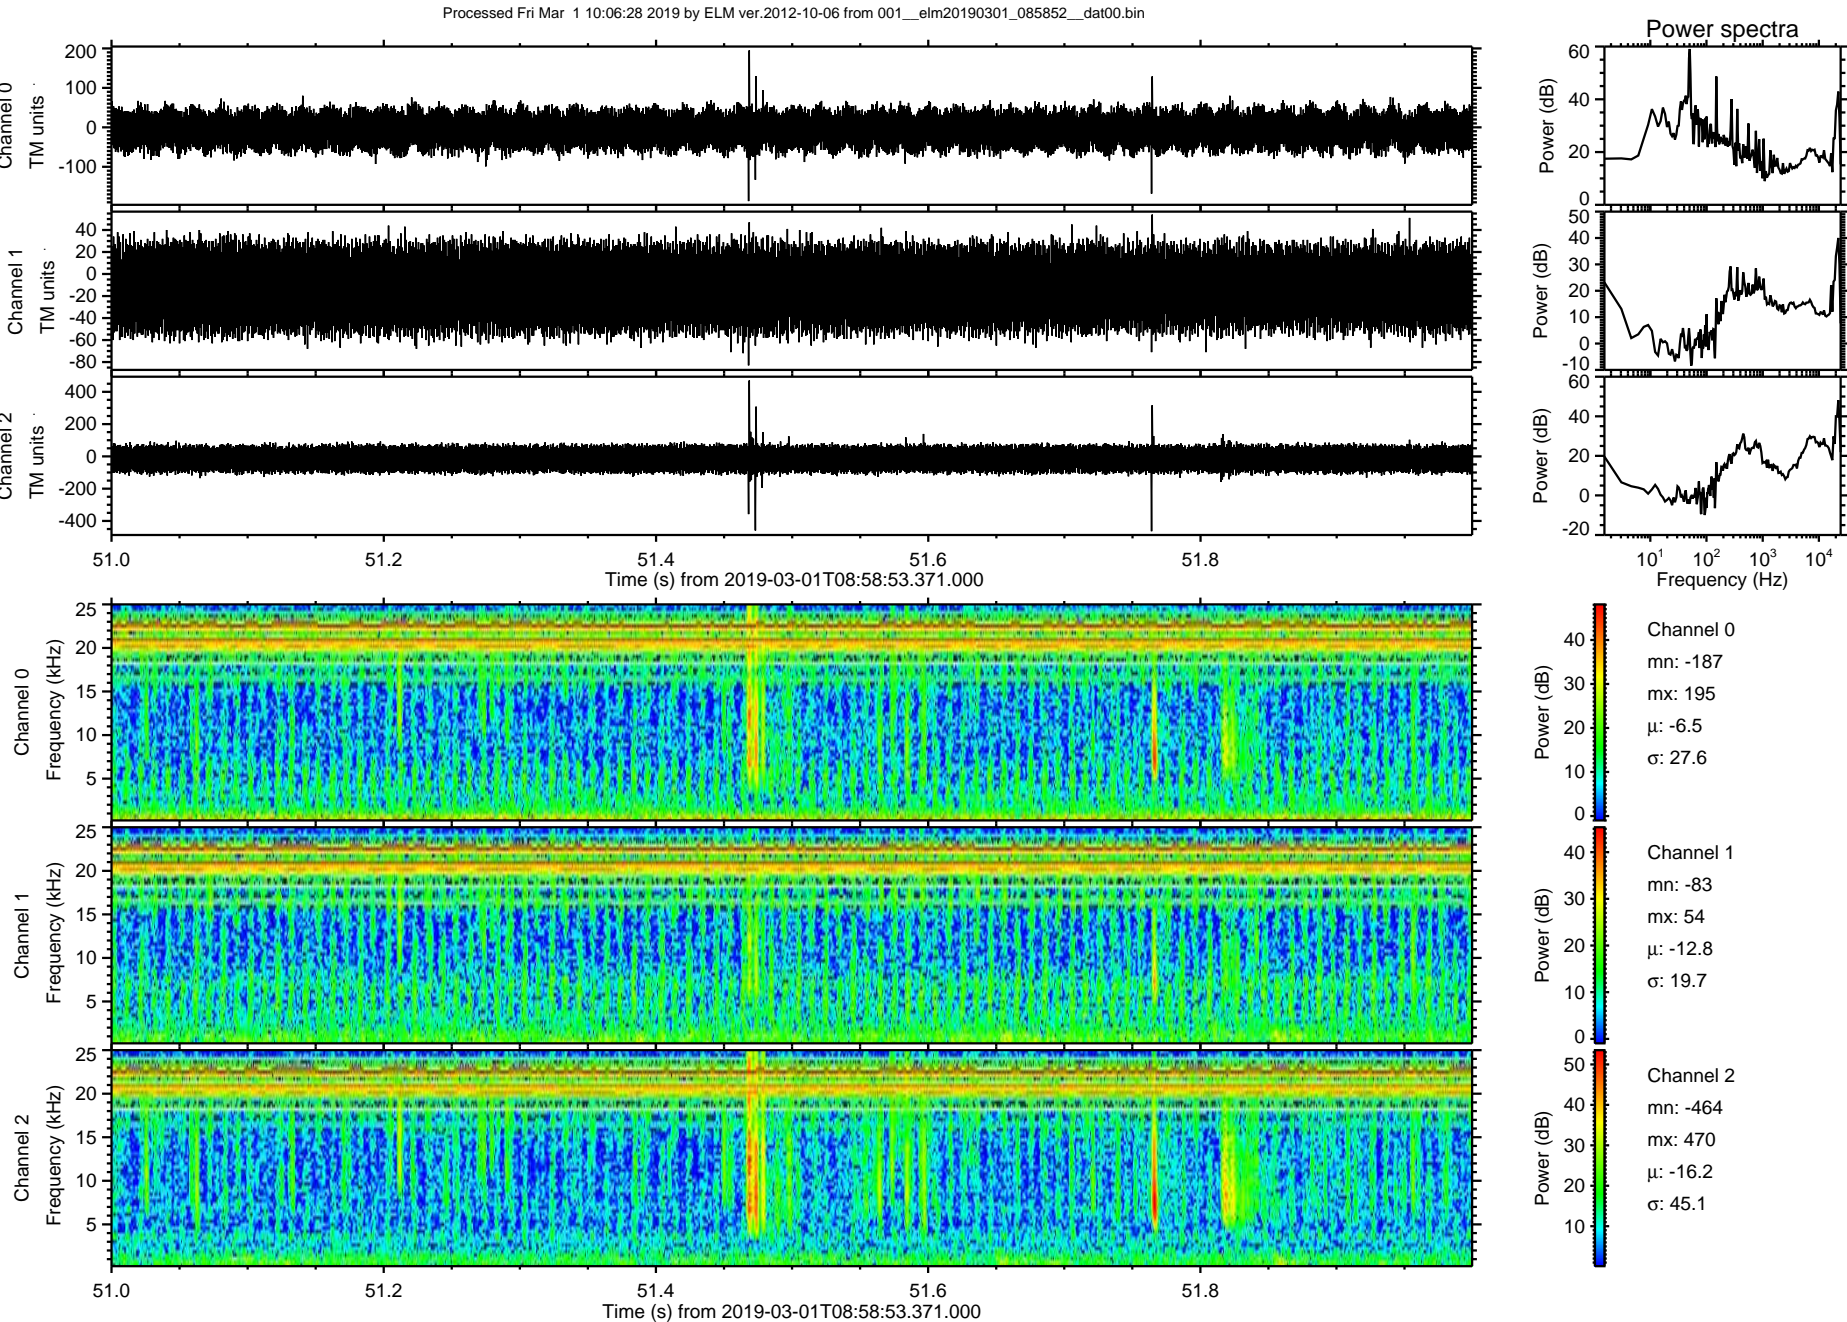 Processed Fri Mar  1 10:06:28 2019 by ELM ver.2012-10-06 from 001__elm20190301_085852__dat00.bin
Power spectra
Channel 0
TM units
200
100
0
-100
Power (dB)
60
40
20
0
Channel 1
TM units
40
20
0
-20
-40
-60
-80
Power (dB)
50
40
30
20
10
0
-10
Channel 2
TM units
400
200
0
-200
-400
Power (dB)
60
40
20
0
-20
51.0 51.2 51.4 51.6 51.8
Time (s) from 2019-03-01T08:58:53.371.000
10¹ 10² 10³ 10⁴
Frequency (Hz)
Channel 0
Frequency (kHz)
25
20
15
10
5
Power (dB)
40
30
20
10
0
Channel 0
mn: -187
mx: 195
μ: -6.5
σ: 27.6
Channel 1
Frequency (kHz)
25
20
15
10
5
Power (dB)
40
30
20
10
0
Channel 1
mn: -83
mx: 54
μ: -12.8
σ: 19.7
Channel 2
Frequency (kHz)
25
20
15
10
5
Power (dB)
50
40
30
20
10
Channel 2
mn: -464
mx: 470
μ: -16.2
σ: 45.1
51.0 51.2 51.4 51.6 51.8
Time (s) from 2019-03-01T08:58:53.371.000